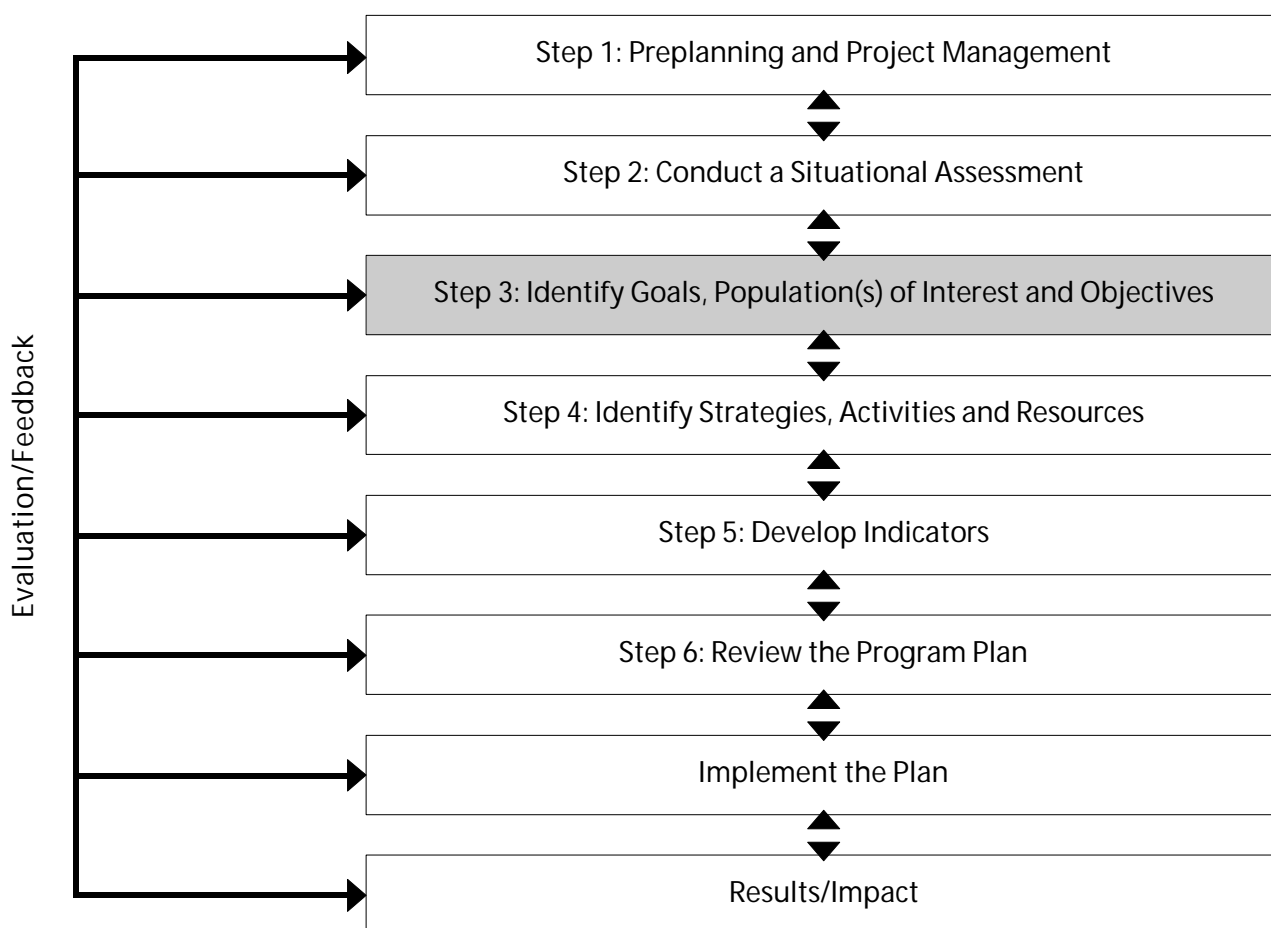 Step 1: Preplanning and Project Management
Step 2: Conduct a Situational Assessment
Step 3: Identify Goals, Population(s) of Interest and Objectives
Step 4: Identify Strategies, Activities and Resources
Step 5: Develop Indicators
Step 6: Review the Program Plan
Implement the Plan
Results/Impact
Evaluation/Feedback